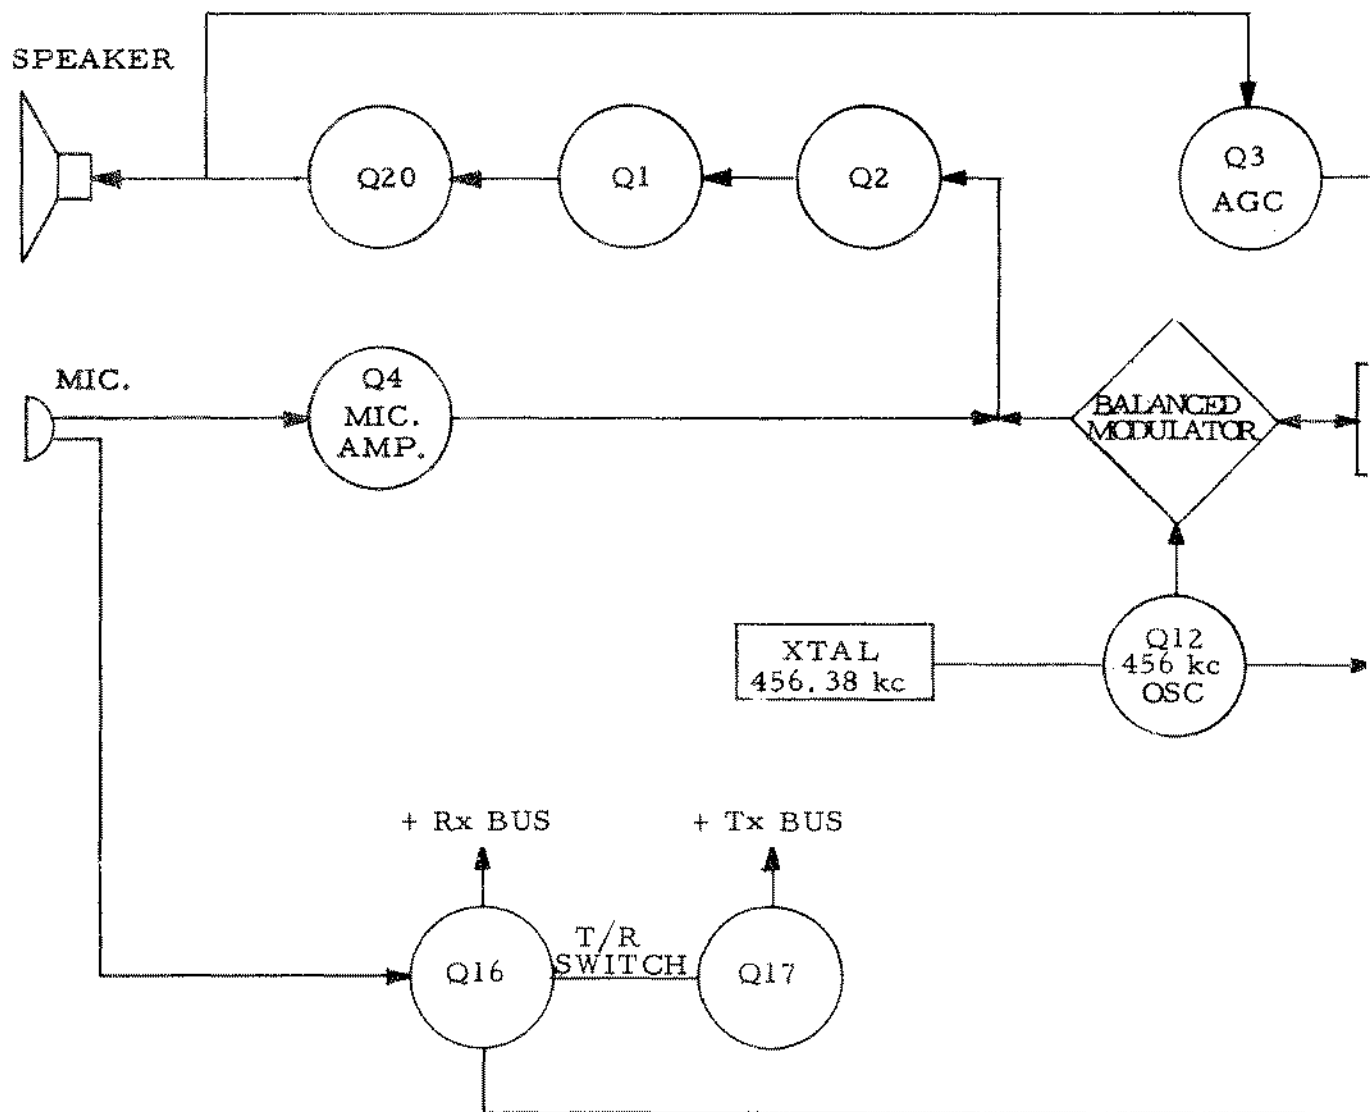 SPEAKER
Q20
Q1
Q2
Q3
AGC
MIC.
Q4
MIC.
AMP.
BALANCED
MODULATOR
XTAL
456.38 kc
Q12
456 kc
OSC
+ Rx BUS
+ Tx BUS
Q16
T/R
SWITCH
Q17